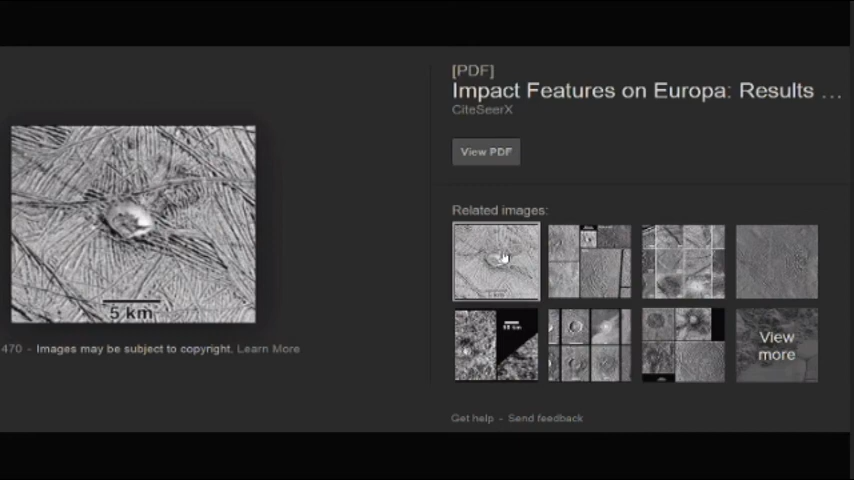 [PDF]
Impact Features on Europa: Results ...
CiteSeerX
View PDF
Related images:
5 km
470 - Images may be subject to copyright. Learn More
View
more
Get help - Send feedback